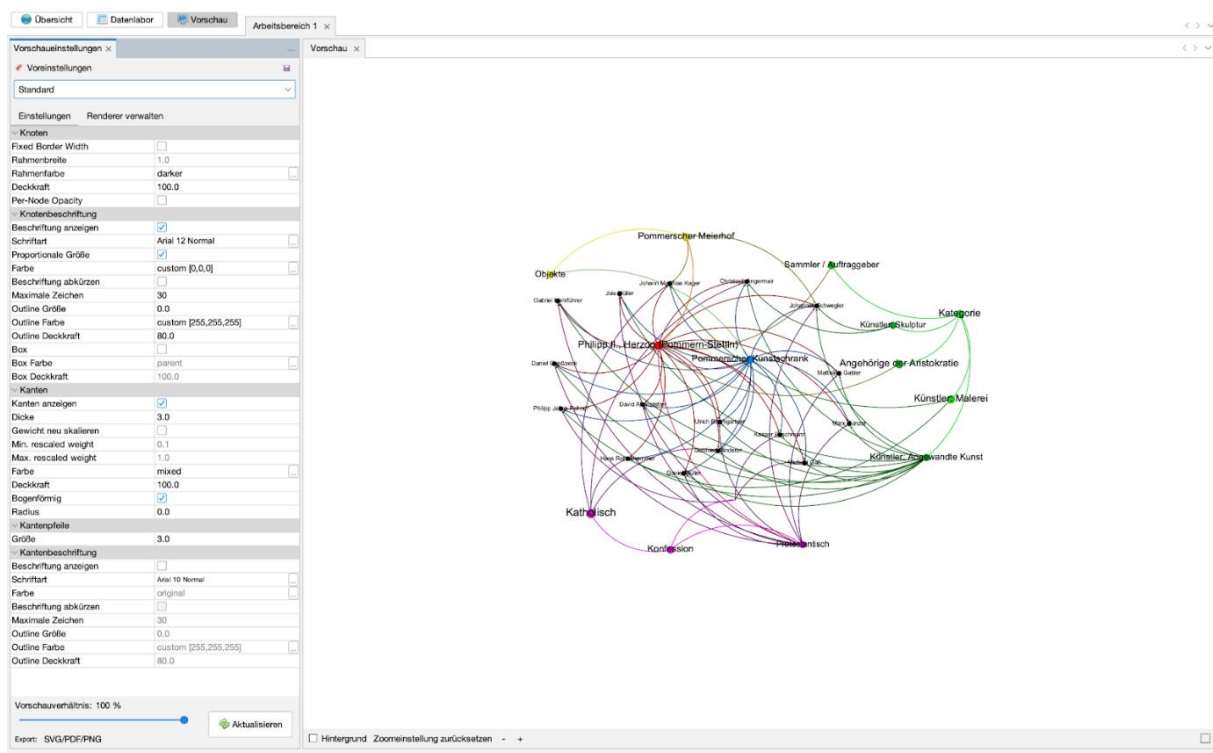 Übersicht Datenlabor Vorschau Arbeitsbereich 1 ×
Vorschaueinstellungen × Vorschau ×
Voreinstellungen
Standard
Einstellungen Renderer verwalten
Knoten
Fixed Border Width
Rahmenbreite 1.0
Rahmenfarbe darker ...
Deckkraft 100.0
Per-Node Opacity
Knotenbeschriftung
Beschriftung anzeigen
Schriftart Arial 12 Normal ...
Proportionale Größe
Farbe custom [0,0,0] ...
Beschriftung abkürzen
Maximale Zeichen 30
Outline Größe 0.0
Outline Farbe custom [255,255,255] ...
Outline Deckkraft 80.0
Box
Box Farbe parent ...
Box Deckkraft 100.0
Kanten
Kanten anzeigen
Dicke 3.0
Gewicht neu skalieren
Min. rescaled weight 0.1
Max. rescaled weight 1.0
Farbe mixed ...
Deckkraft 100.0
Bogenförmig
Radius 0.0
Kantenpfeile
Größe 3.0
Kantenbeschriftung
Beschriftung anzeigen
Schriftart Arial 10 Normal ...
Farbe original ...
Beschriftung abkürzen
Maximale Zeichen 30
Outline Größe 0.0
Outline Farbe custom [255,255,255] ...
Outline Deckkraft 80.0
Vorschauverhältnis: 100 %
Aktualisieren
Export: SVG/PDF/PNG
Pommerscher Meierhof
Sammler / Auftraggeber
Objekte
Kategorie
Künstler: Skulptur
Philipp II., Herzog (Pommern-Stettin)
Pommerscher Kunstschrank
Angehörige der Aristokratie
Daniel
Künstler: Malerei
David
Ulrich
Künstler: Angewandte Kunst
Katholisch
Konfession
Protestantisch
Hintergrund Zoomeinstellung zurücksetzen - +